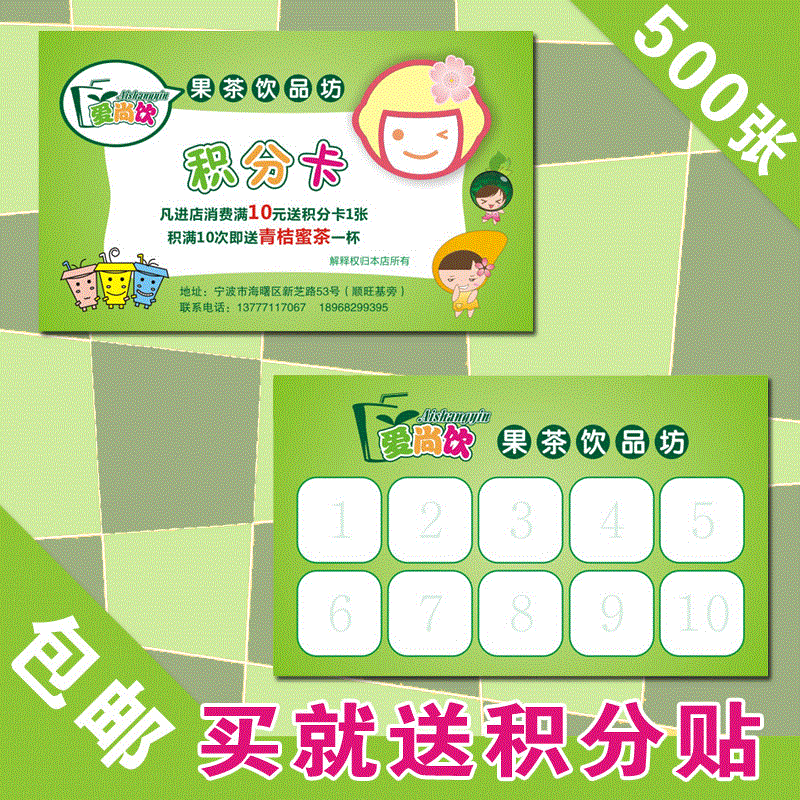 500张
Aishangyin
爱尚饮
果茶饮品坊
积分卡
凡进店消费满10元送积分卡1张
积满10次即送青桔蜜茶一杯
解释权归本店所有
地址：宁波市海曙区新芝路53号（顺旺基旁）
联系电话：13777117067 18968299395
Aishangyin
爱尚饮
果茶饮品坊
1 2 3 4 5
6 7 8 9 10
包邮
买就送积分贴